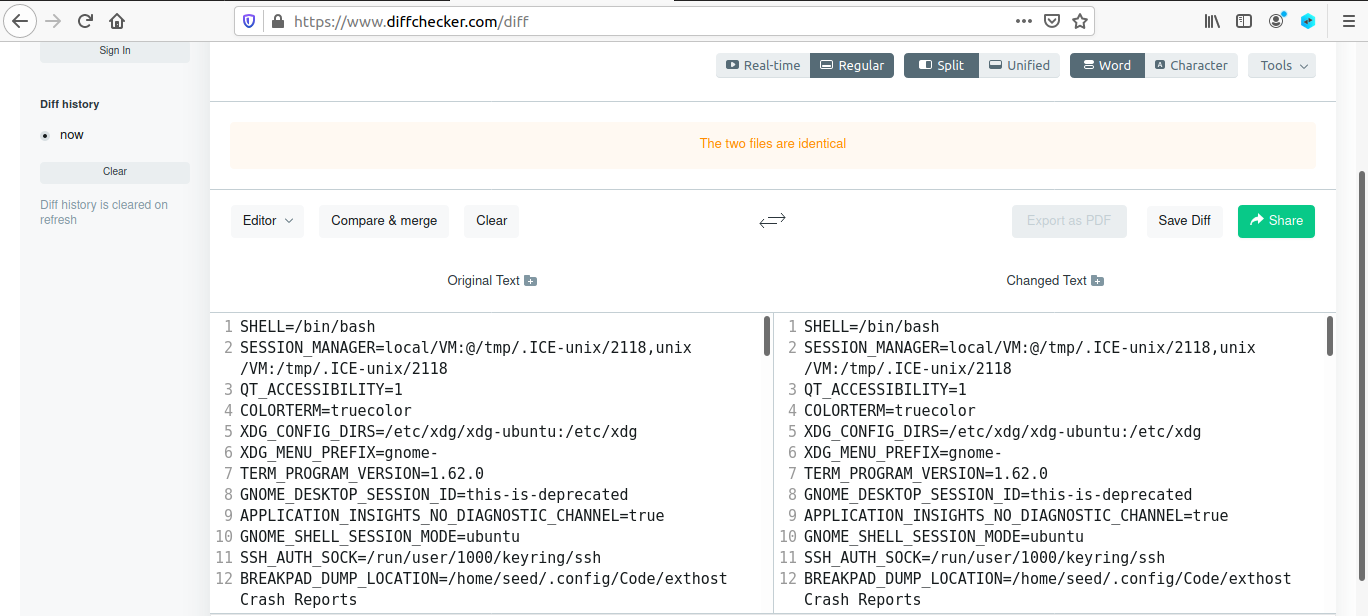 https://www.diffchecker.com/diff
Sign In
Real-time Regular Split Unified Word Character Tools
Diff history
now
Clear
Diff history is cleared on
refresh
The two files are identical
Editor Compare & merge Clear Export as PDF Save Diff Share
Original Text
1 SHELL=/bin/bash
2 SESSION_MANAGER=local/VM:@/tmp/.ICE-unix/2118,unix
/VM:/tmp/.ICE-unix/2118
3 QT_ACCESSIBILITY=1
4 COLORTERM=truecolor
5 XDG_CONFIG_DIRS=/etc/xdg/xdg-ubuntu:/etc/xdg
6 XDG_MENU_PREFIX=gnome-
7 TERM_PROGRAM_VERSION=1.62.0
8 GNOME_DESKTOP_SESSION_ID=this-is-deprecated
9 APPLICATION_INSIGHTS_NO_DIAGNOSTIC_CHANNEL=true
10 GNOME_SHELL_SESSION_MODE=ubuntu
11 SSH_AUTH_SOCK=/run/user/1000/keyring/ssh
12 BREAKPAD_DUMP_LOCATION=/home/seed/.config/Code/exthost
Crash Reports
Changed Text
1 SHELL=/bin/bash
2 SESSION_MANAGER=local/VM:@/tmp/.ICE-unix/2118,unix
/VM:/tmp/.ICE-unix/2118
3 QT_ACCESSIBILITY=1
4 COLORTERM=truecolor
5 XDG_CONFIG_DIRS=/etc/xdg/xdg-ubuntu:/etc/xdg
6 XDG_MENU_PREFIX=gnome-
7 TERM_PROGRAM_VERSION=1.62.0
8 GNOME_DESKTOP_SESSION_ID=this-is-deprecated
9 APPLICATION_INSIGHTS_NO_DIAGNOSTIC_CHANNEL=true
10 GNOME_SHELL_SESSION_MODE=ubuntu
11 SSH_AUTH_SOCK=/run/user/1000/keyring/ssh
12 BREAKPAD_DUMP_LOCATION=/home/seed/.config/Code/exthost
Crash Reports